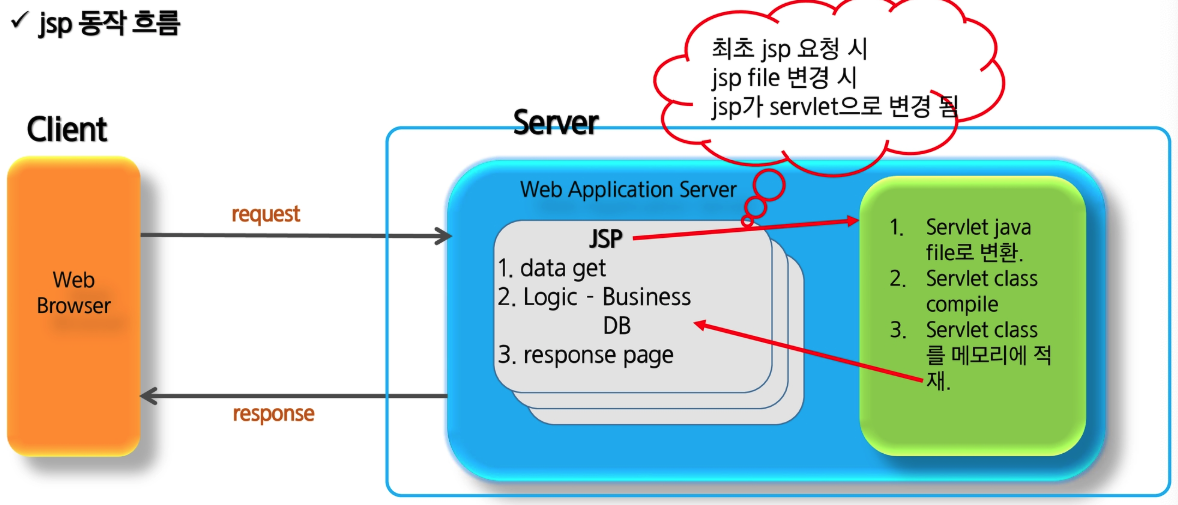 ✓ jsp 동작 흐름
최초 jsp 요청 시
jsp file 변경 시
jsp가 servlet으로 변경 됨
Client
Server
Web Application Server
request
Web
Browser
response
JSP
1. data get
2. Logic - Business
DB
3. response page
1. Servlet java
file로 변환.
2. Servlet class
compile
3. Servlet class
를 메모리에 적
재.